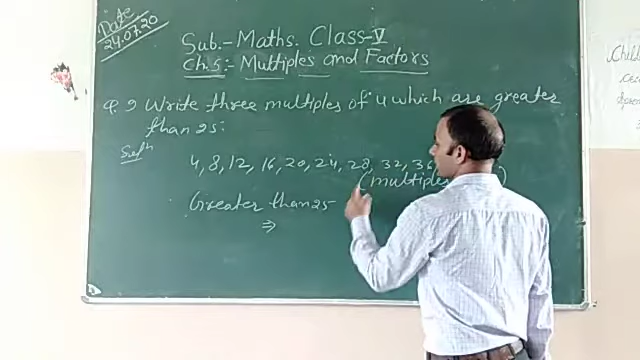 Date
24.07.20
Sub.- Maths. Class-V
Ch.5:- Multiples and Factors
Q.9 Write three multiples of 4 which are greater
than 25:
Solⁿ
4, 8, 12, 16, 20, 24, 28, 32, 36
(multiples )
Greater than 25
⇒